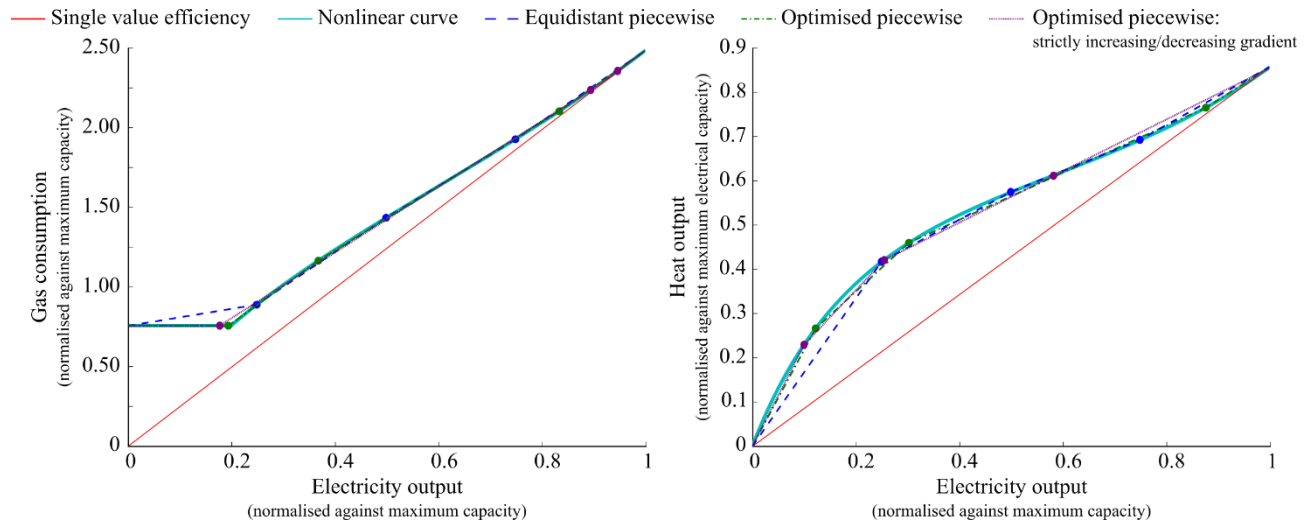 Single value efficiency
Nonlinear curve
Equidistant piecewise
Optimised piecewise
Optimised piecewise:
strictly increasing/decreasing gradient
Gas consumption
(normalised against maximum capacity)
2.50
2.00
1.50
1.00
0.50
0
0
0.2
0.4
0.6
0.8
1
Electricity output
(normalised against maximum capacity)
Heat output
(normalised against maximum electrical capacity)
0.9
0.8
0.7
0.6
0.5
0.4
0.3
0.2
0.1
0
0
0.2
0.4
0.6
0.8
1
Electricity output
(normalised against maximum capacity)